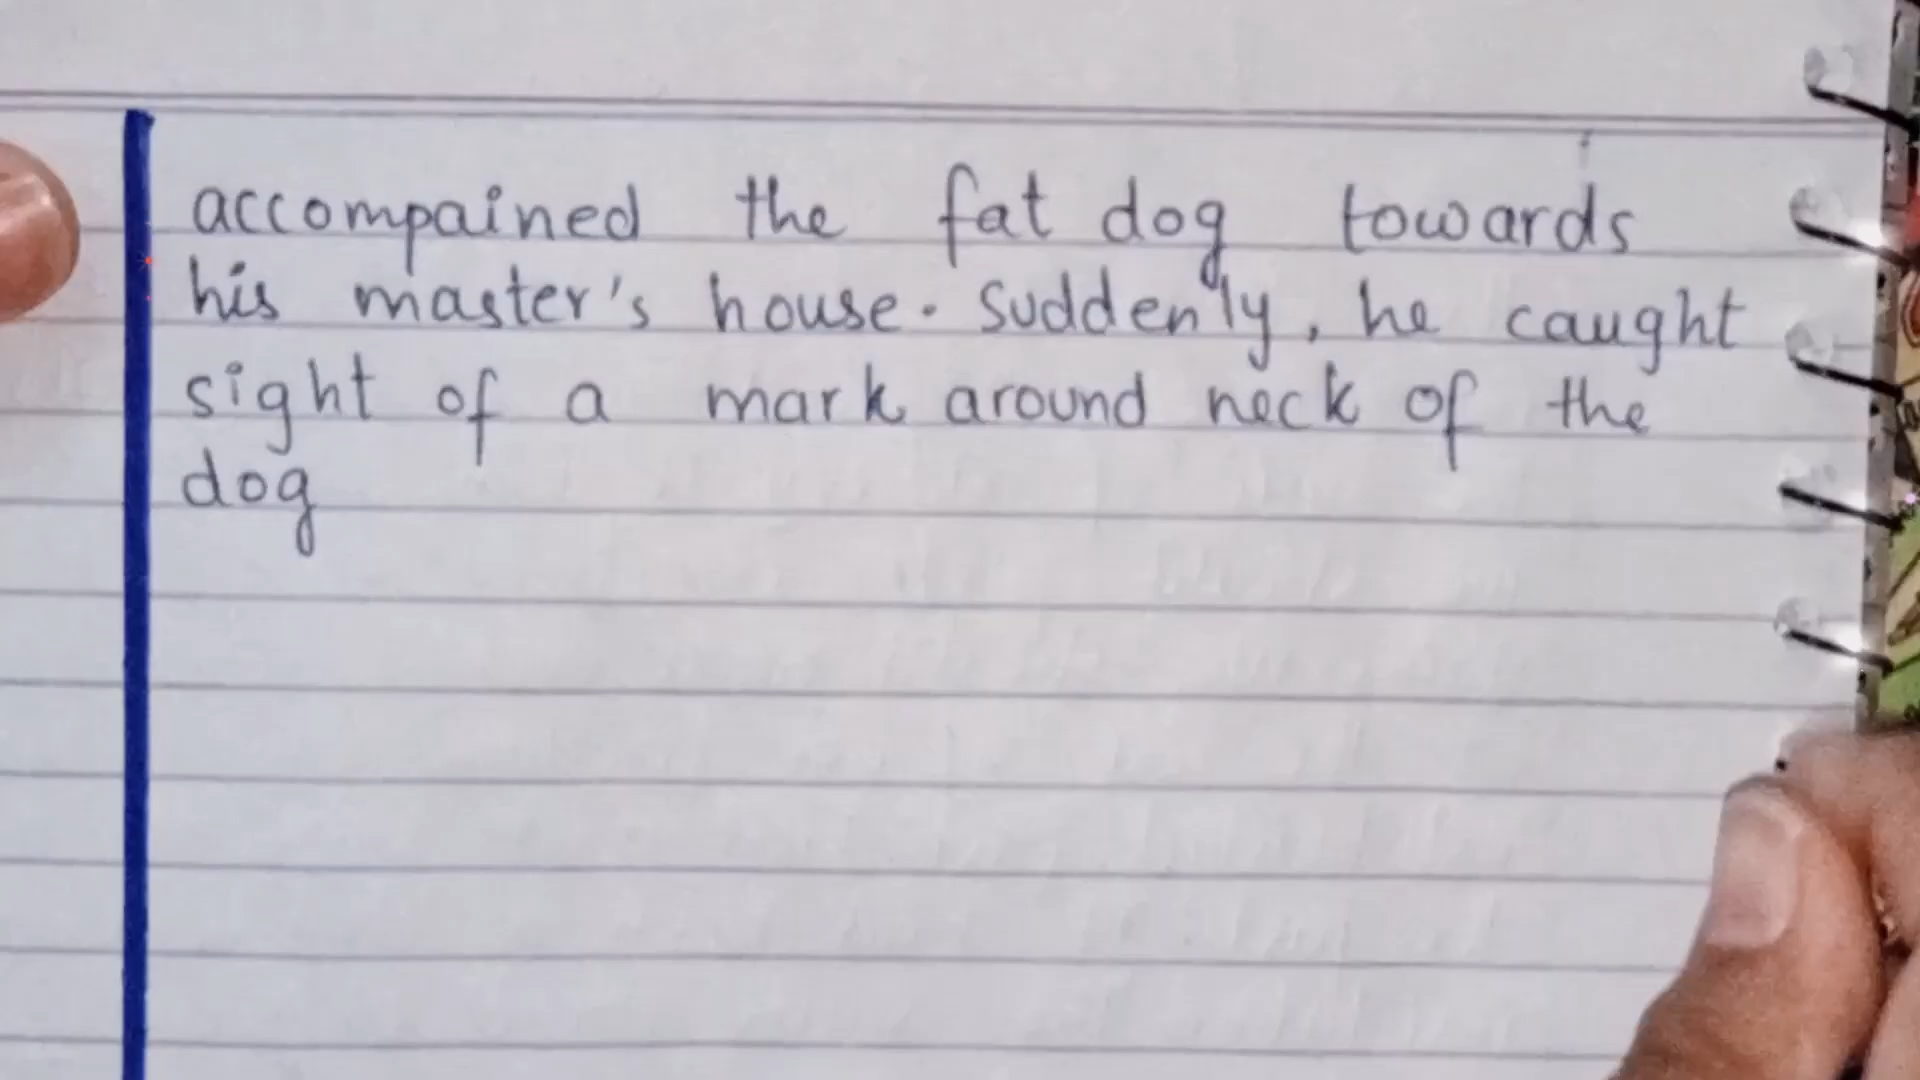 accompained the fat dog towards
his master's house. Suddenly, he caught
sight of a mark around neck of the
dog